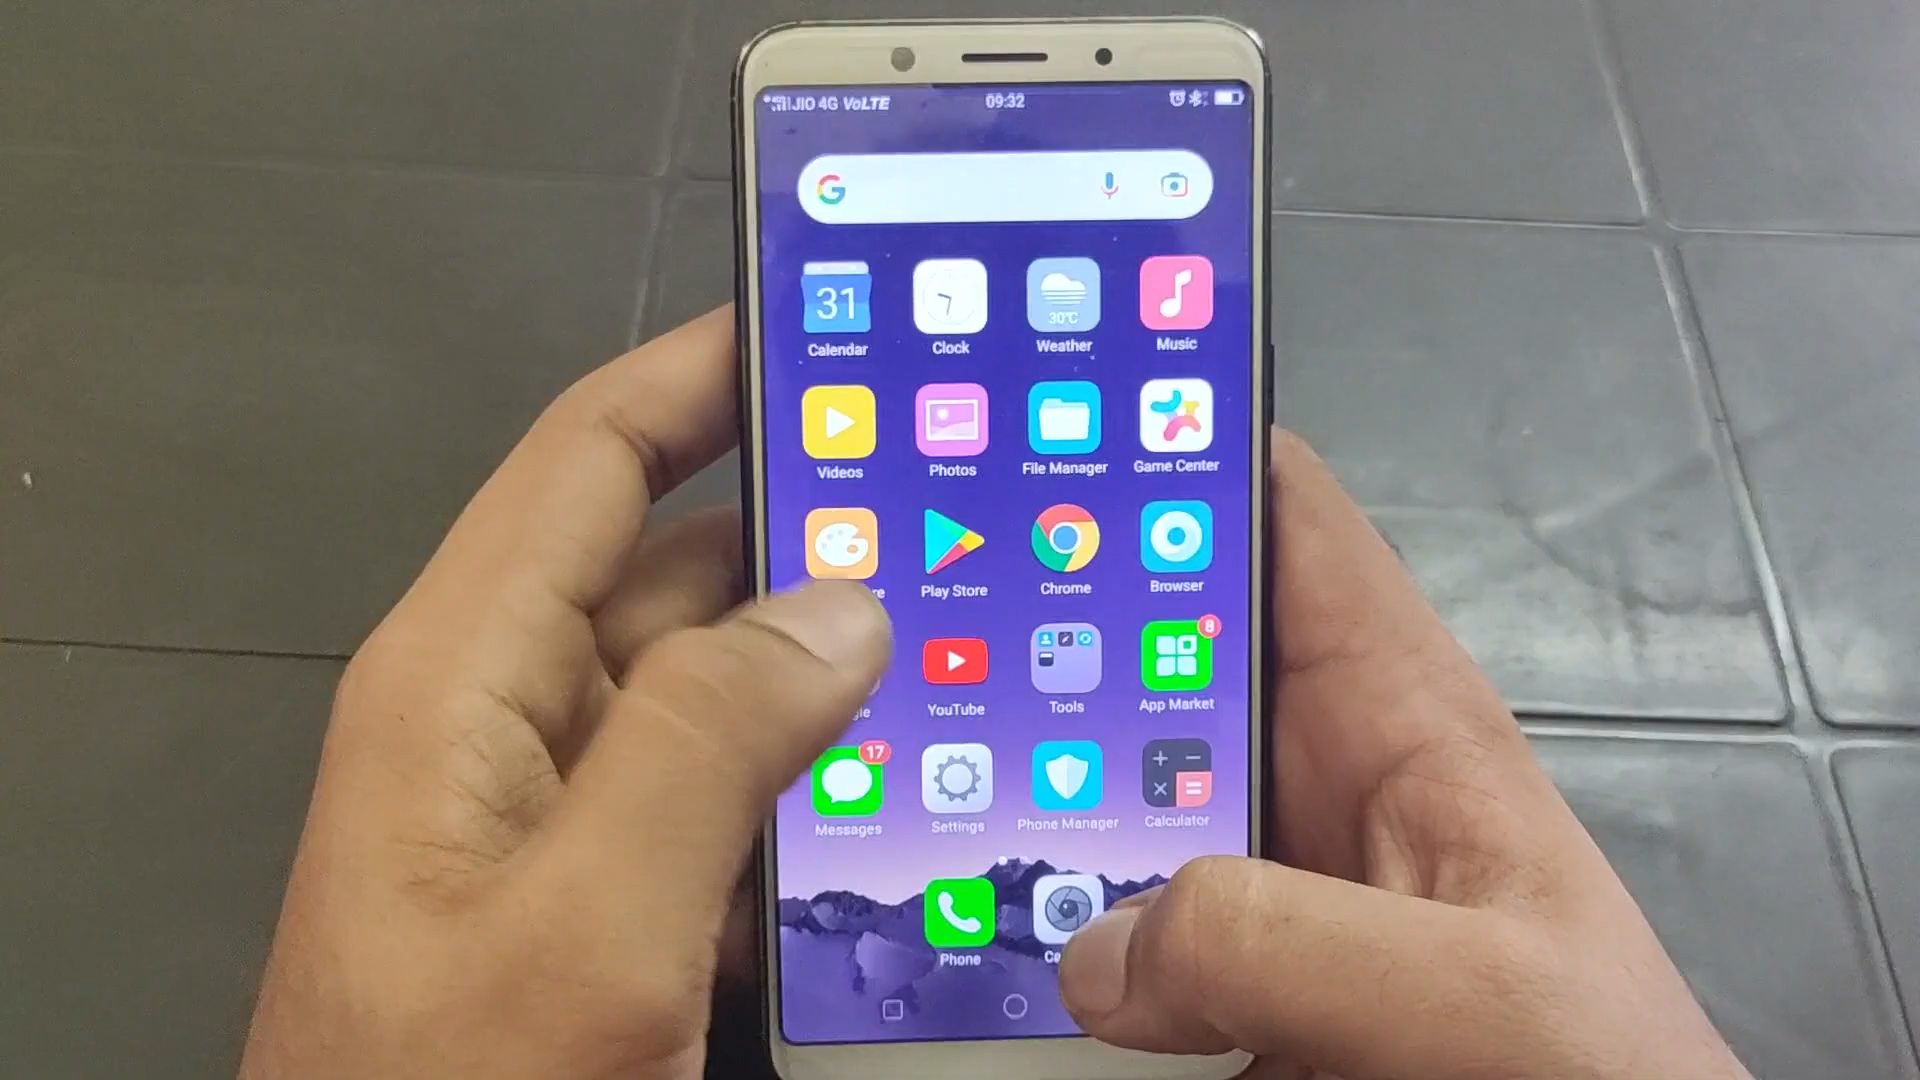 JIO 4G VoLTE 09:32
G
31 30°C
Calendar Clock Weather Music
Videos Photos File Manager Game Center
Play Store Chrome Browser
8
YouTube Tools App Market
17
Messages Settings Phone Manager Calculator
Phone